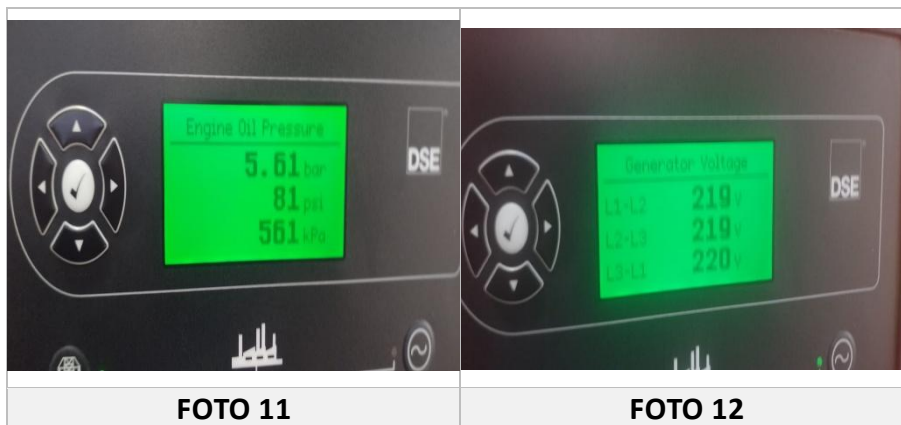 Engine Oil Pressure
5.61 bar
81 psi
561 kPa
DSE
Generator Voltage
L1-L2 219 V
L2-L3 219 V
L3-L1 220 V
DSE
FOTO 11
FOTO 12